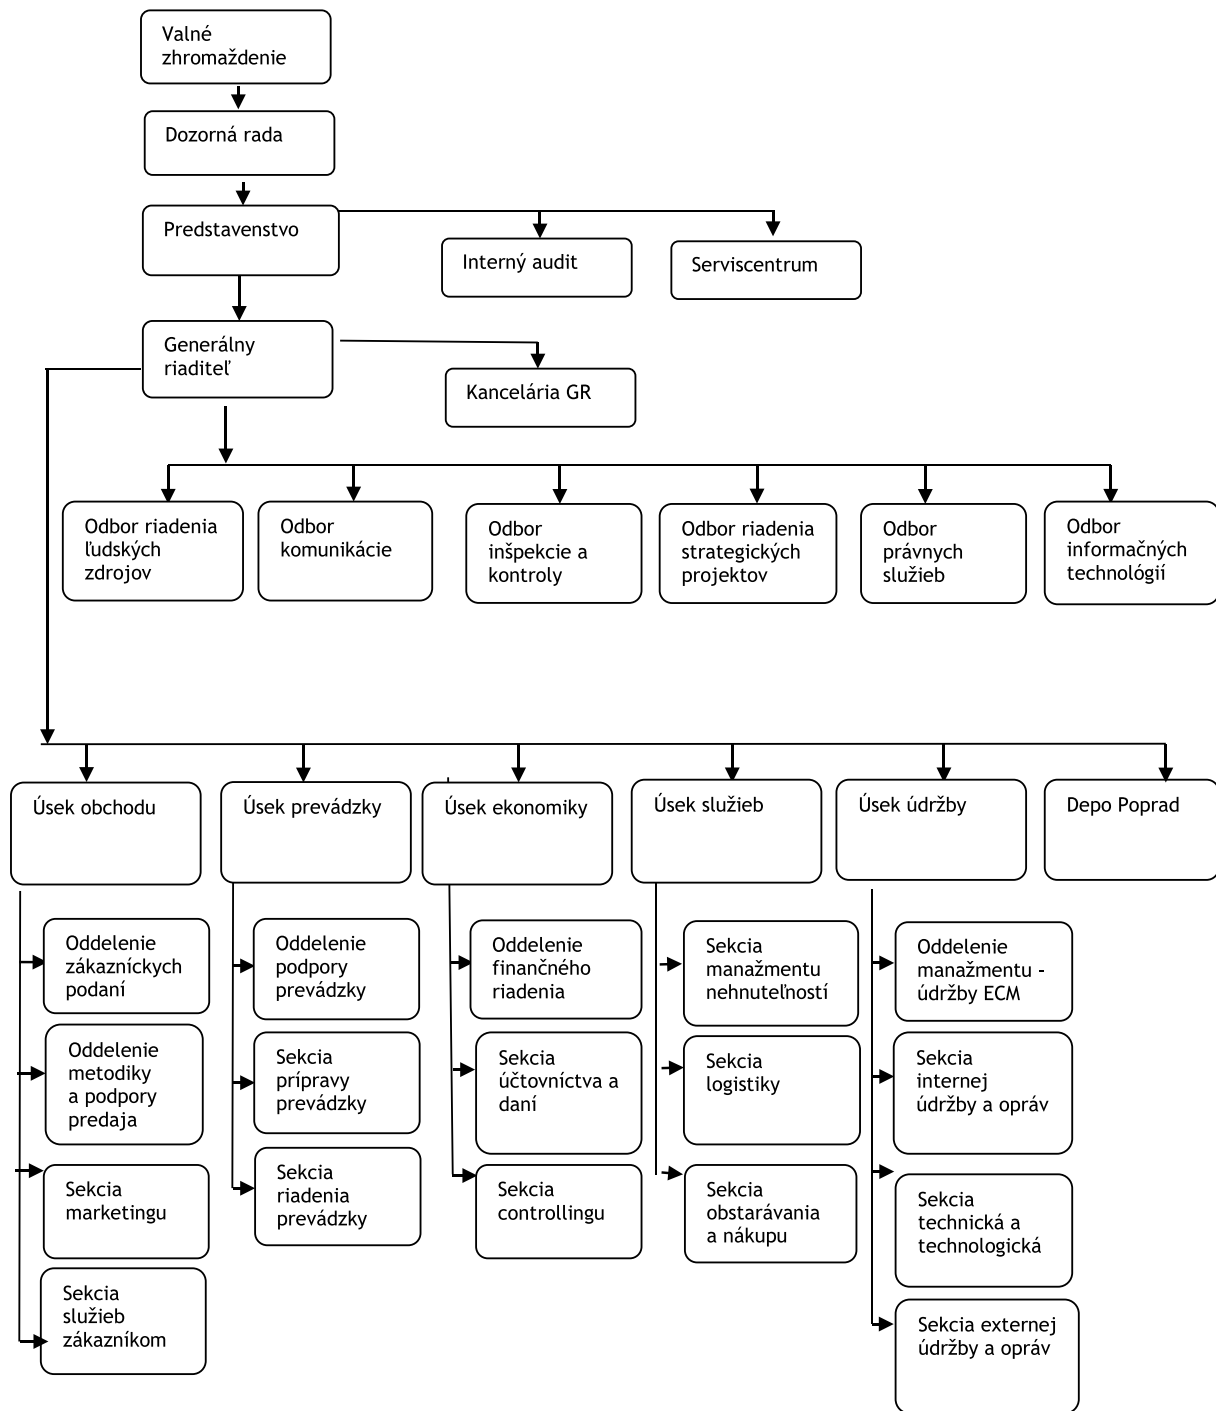 Valné
zhromaždenie
Dozorná rada
Predstavenstvo
Interný audit
Serviscentrum
Generálny
riaditeľ
Kancelária GR
Odbor riadenia
ľudských
zdrojov
Odbor
komunikácie
Odbor
inšpekcie a
kontroly
Odbor riadenia
strategických
projektov
Odbor
právnych
služieb
Odbor
informačných
technológií
Úsek obchodu
Úsek prevádzky
Úsek ekonomiky
Úsek služieb
Úsek údržby
Depo Poprad
Oddelenie
zákazníckych
podaní
Oddelenie
podpory
prevádzky
Oddelenie
finančného
riadenia
Sekcia
manažmentu
nehnuteľností
Oddelenie
manažmentu -
údržby ECM
Oddelenie
metodiky
a podpory
predaja
Sekcia
prípravy
prevádzky
Sekcia
účtovníctva a
daní
Sekcia
logistiky
Sekcia
internej
údržby a opráv
Sekcia
marketingu
Sekcia
riadenia
prevádzky
Sekcia
controllingu
Sekcia
obstarávania
a nákupu
Sekcia
technická a
technologická
Sekcia
služieb
zákazníkom
Sekcia externej
údržby a opráv